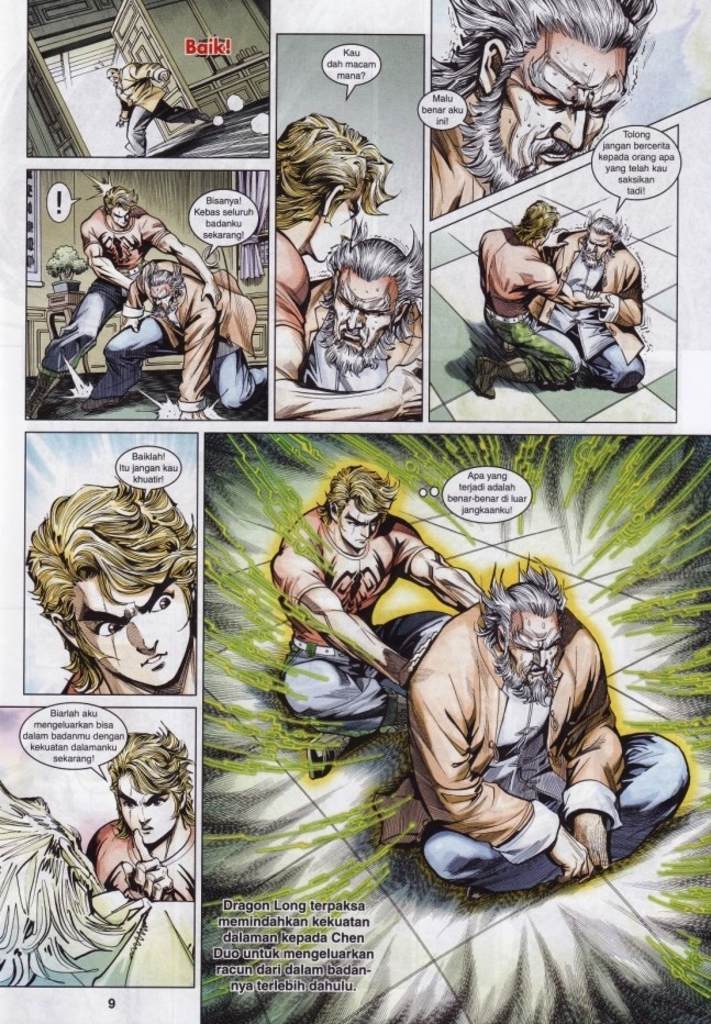 Baik!
!
Bisanya!
Kebas seluruh
badanku
sekarang!
Kau
dah macam
mana?
Malu
benar aku
ini!
Tolong
jangan bercerita
kepada orang apa
yang telah kau
saksikan
tadi!
Baiklah!
Itu jangan kau
khuatir!
Biarlah aku
mengeluarkan bisa
dalam badanmu dengan
kekuatan dalamanku
sekarang!
Apa yang
terjadi adalah
benar-benar di luar
jangkaanku!
Dragon Long terpaksa
memindahkan kekuatan
dalaman kepada Chen
Duo untuk mengeluarkan
racun dari dalam badan-
nya terlebih dahulu.
9